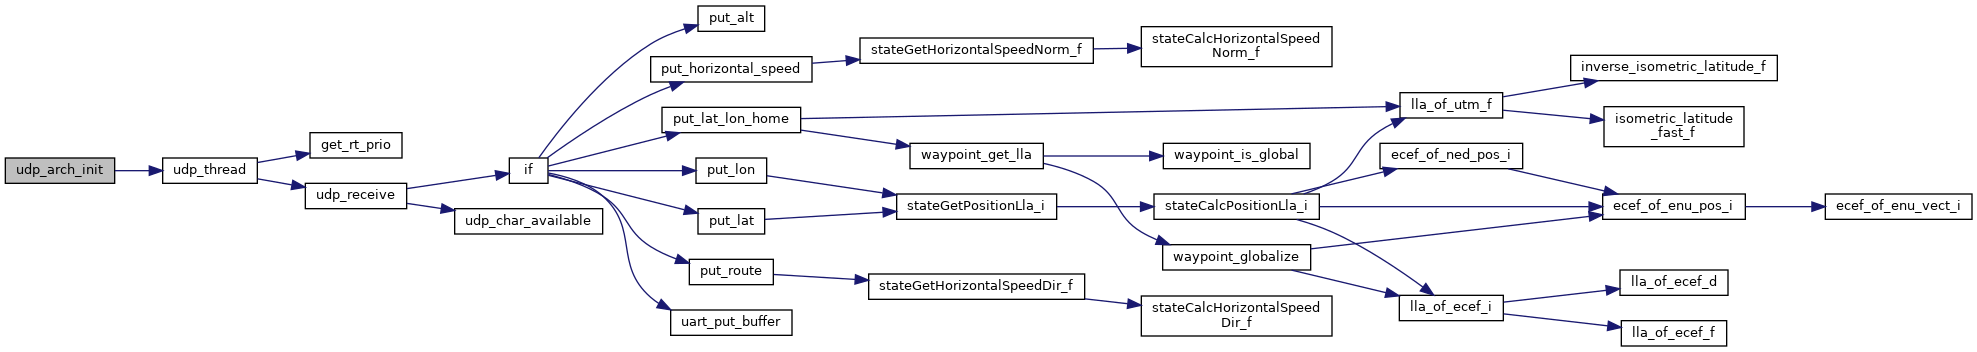 udp_arch_init
udp_thread
get_rt_prio
udp_receive
if
udp_char_available
put_alt
put_horizontal_speed
put_lat_lon_home
put_lon
put_lat
put_route
uart_put_buffer
stateGetHorizontalSpeedNorm_f
waypoint_get_lla
stateGetPositionLla_i
stateGetHorizontalSpeedDir_f
stateCalcHorizontalSpeed
Norm_f
waypoint_is_global
stateCalcPositionLla_i
waypoint_globalize
stateCalcHorizontalSpeed
Dir_f
lla_of_utm_f
ecef_of_ned_pos_i
lla_of_ecef_i
inverse_isometric_latitude_f
isometric_latitude
_fast_f
ecef_of_enu_pos_i
lla_of_ecef_d
lla_of_ecef_f
ecef_of_enu_vect_i